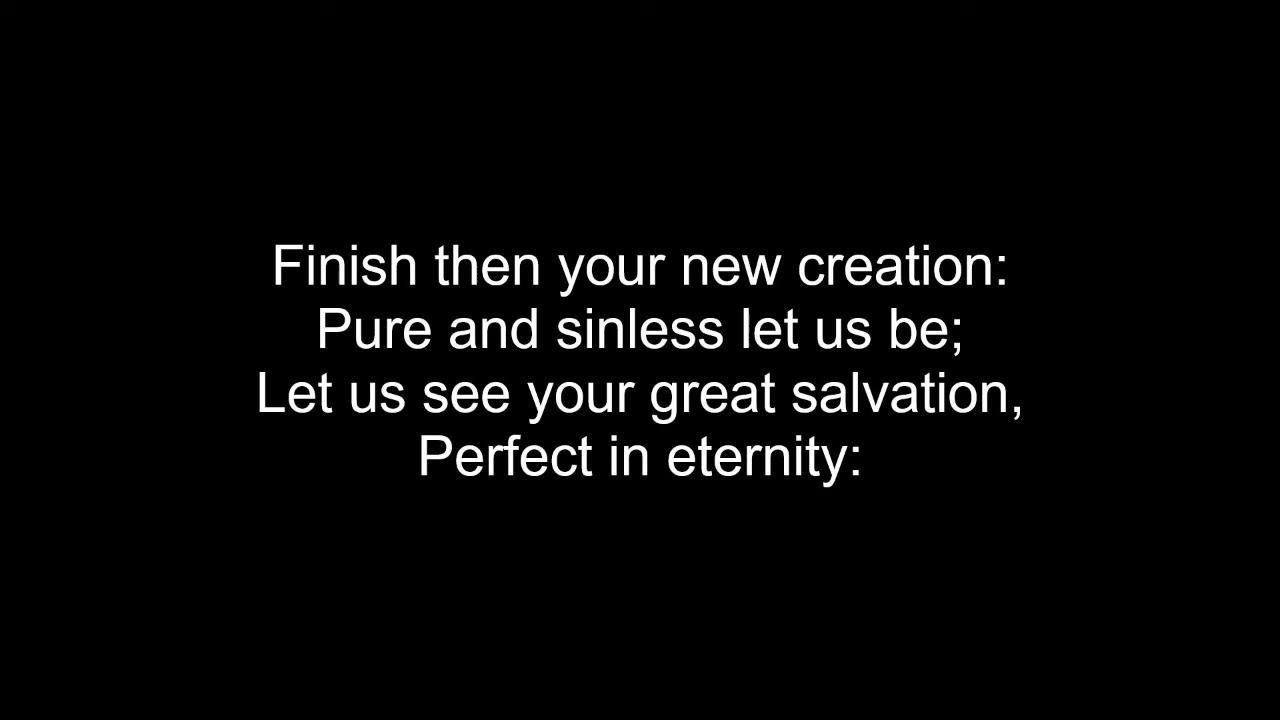 Finish then your new creation:
Pure and sinless let us be;
Let us see your great salvation,
Perfect in eternity: